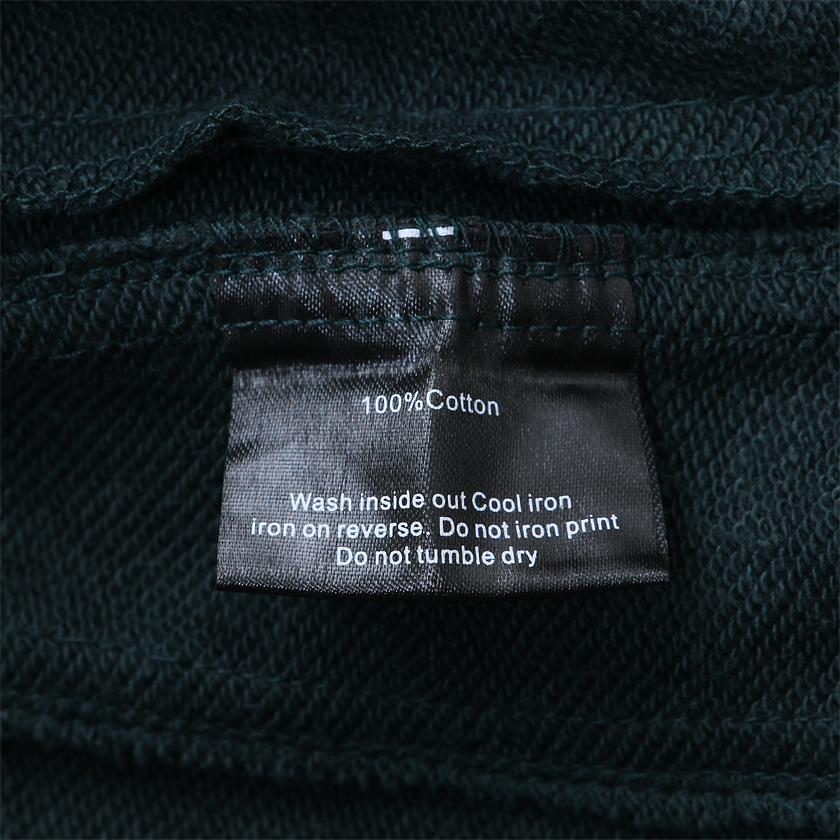 100%Cotton
Wash inside out Cool iron
iron on reverse. Do not iron print
Do not tumble dry